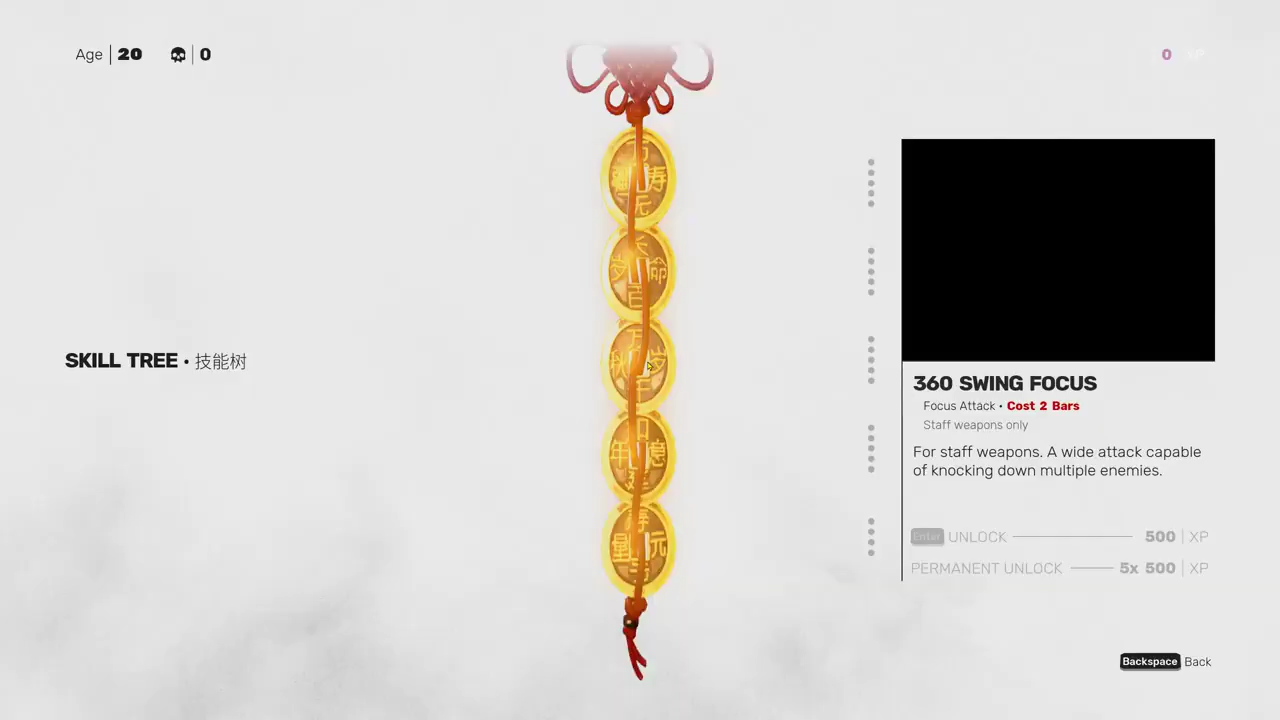 Age 20 0
0 XP
SKILL TREE • 技能树
360 SWING FOCUS
Focus Attack • Cost 2 Bars
Staff weapons only
For staff weapons. A wide attack capable
of knocking down multiple enemies.
Enter UNLOCK 500 XP
PERMANENT UNLOCK 5x 500 XP
Backspace Back